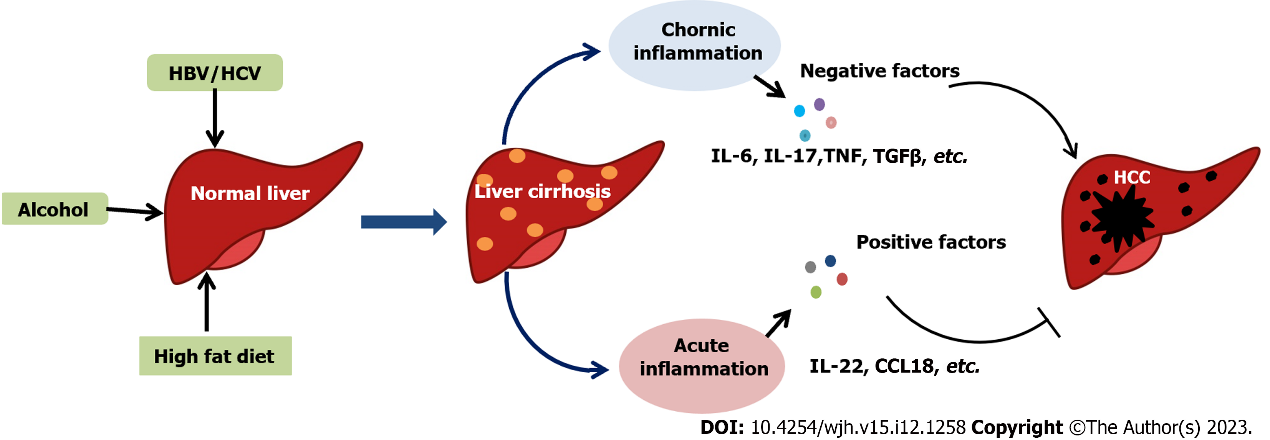 HBV/HCV
Alcohol
High fat diet
Normal liver
Liver cirrhosis
Chornic
inflammation
Negative factors
IL-6, IL-17,TNF, TGFβ, etc.
Acute
inflammation
Positive factors
IL-22, CCL18, etc.
HCC
DOI: 10.4254/wjh.v15.i12.1258 Copyright ©The Author(s) 2023.